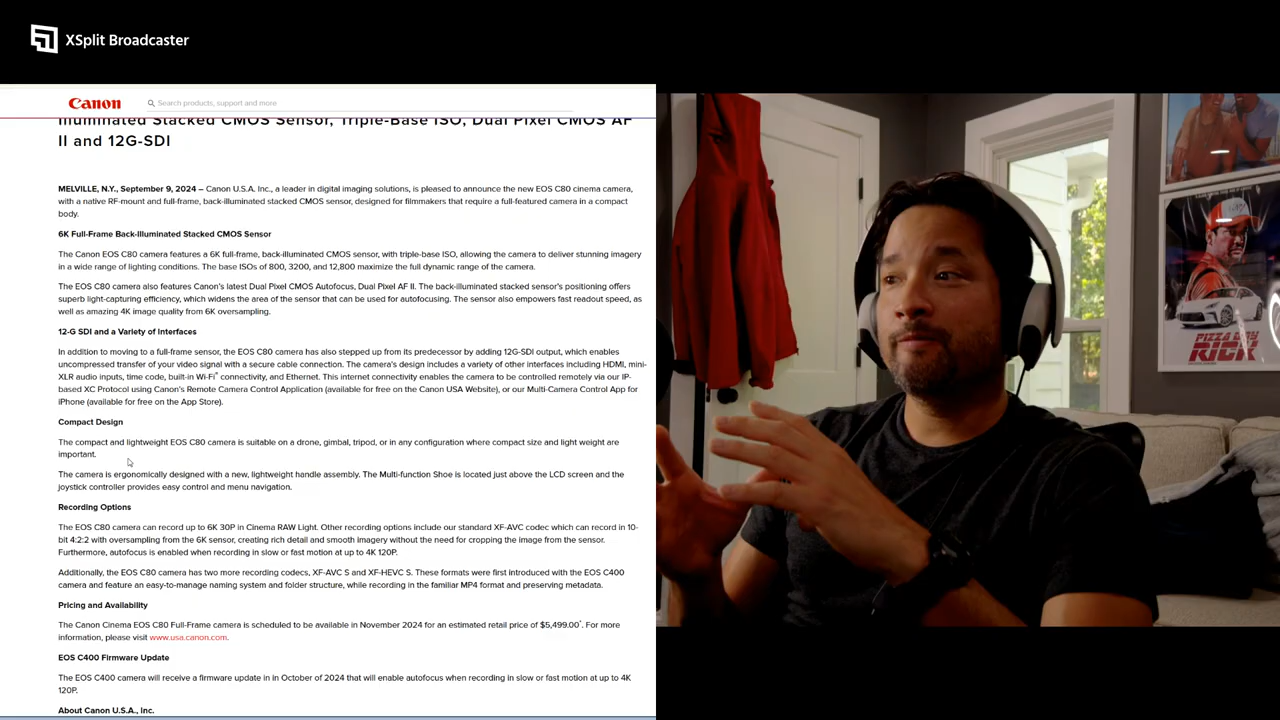 XSplit Broadcaster
Canon
Search products, support and more
Illuminated Stacked CMOS Sensor, Triple-Base ISO, Dual Pixel CMOS AF
II and 12G-SDI
MELVILLE, N.Y., September 9, 2024 – Canon U.S.A. Inc., a leader in digital imaging solutions, is pleased to announce the new EOS C80 cinema camera,
with a native RF-mount and full-frame, back-illuminated stacked CMOS sensor, designed for filmmakers that require a full-featured camera in a compact
body.
6K Full-Frame Back-Illuminated Stacked CMOS Sensor
The Canon EOS C80 camera features a 6K full-frame, back-illuminated CMOS sensor, with triple-base ISO, allowing the camera to deliver stunning imagery
in a wide range of lighting conditions. The base ISOs of 800, 3200, and 12,800 maximize the full dynamic range of the camera.
The EOS C80 camera also features Canon's latest Dual Pixel CMOS Autofocus, Dual Pixel AF II. The back-illuminated stacked sensor's positioning offers
superb light-capturing efficiency, which widens the area of the sensor that can be used for autofocusing. The sensor also empowers fast readout speed, as
well as amazing 4K image quality from 6K oversampling.
12-G SDI and a Variety of Interfaces
In addition to moving to a full-frame sensor, the EOS C80 camera has also stepped up from its predecessor by adding 12G-SDI output, which enables
uncompressed transfer of your video signal with a secure cable connection. The camera's design includes a variety of other interfaces including HDMI, mini-
XLR audio inputs, time code, built-in Wi-Fi® connectivity, and Ethernet. This internet connectivity enables the camera to be controlled remotely via our IP-
based XC Protocol using Canon's Remote Camera Control Application (available for free on the Canon USA Website), or our Multi-Camera Control App for
iPhone (available for free on the App Store).
Compact Design
The compact and lightweight EOS C80 camera is suitable on a drone, gimbal, tripod, or in any configuration where compact size and light weight are
important.
The camera is ergonomically designed with a new, lightweight handle assembly. The Multi-function Shoe is located just above the LCD screen and the
joystick controller provides easy control and menu navigation.
Recording Options
The EOS C80 camera can record up to 6K 30P in Cinema RAW Light. Other recording options include our standard XF-AVC codec which can record in 10-
bit 4:2:2 with oversampling from the 6K sensor, creating rich detail and smooth imagery without the need for cropping the image from the sensor.
Furthermore, autofocus is enabled when recording in slow or fast motion at up to 4K 120P.
Additionally, the EOS C80 camera has two more recording codecs, XF-AVC S and XF-HEVC S. These formats were first introduced with the EOS C400
camera and feature an easy-to-manage naming system and folder structure, while recording in the familiar MP4 format and preserving metadata.
Pricing and Availability
The Canon Cinema EOS C80 Full-Frame camera is scheduled to be available in November 2024 for an estimated retail price of $5,499.00*. For more
information, please visit www.usa.canon.com.
EOS C400 Firmware Update
The EOS C400 camera will receive a firmware update in in October of 2024 that will enable autofocus when recording in slow or fast motion at up to 4K
120P.
About Canon U.S.A., Inc.
PIZZA BOY
RICK